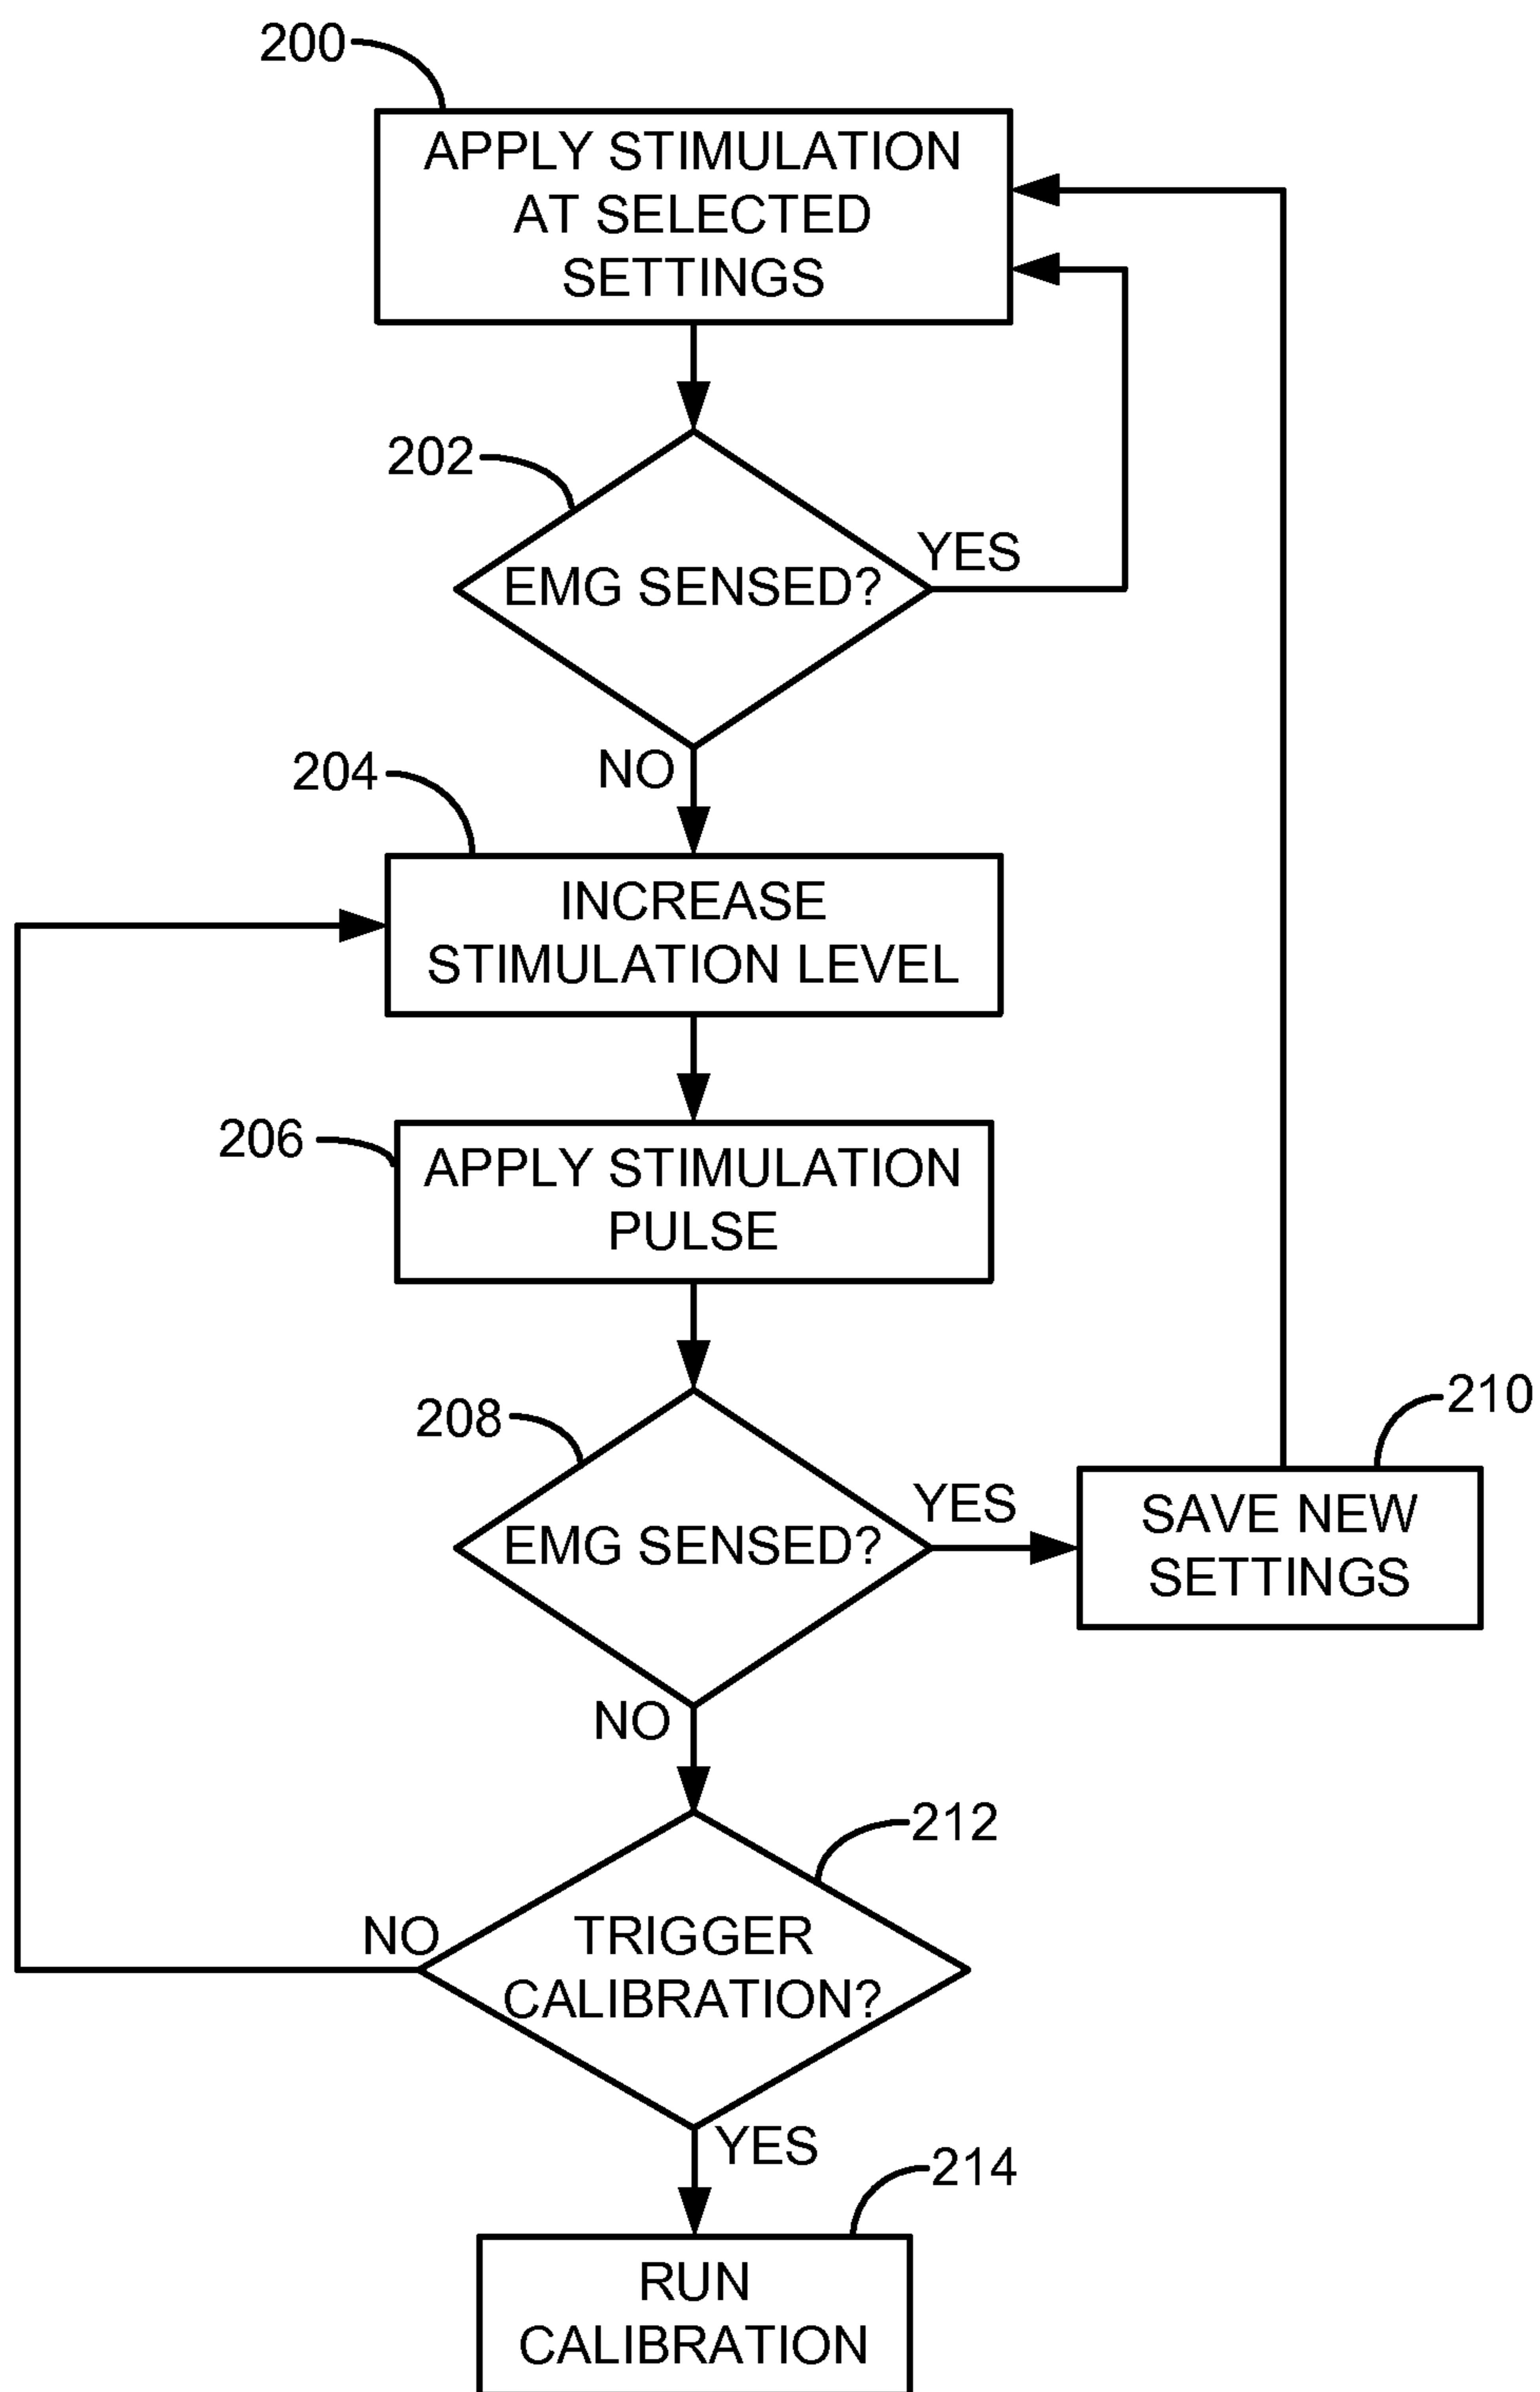 200
APPLY STIMULATION
AT SELECTED
SETTINGS
202
EMG SENSED?
YES
NO
204
INCREASE
STIMULATION LEVEL
206
APPLY STIMULATION
PULSE
208
EMG SENSED?
YES
210
SAVE NEW
SETTINGS
NO
212
TRIGGER
CALIBRATION?
NO
YES
214
RUN
CALIBRATION